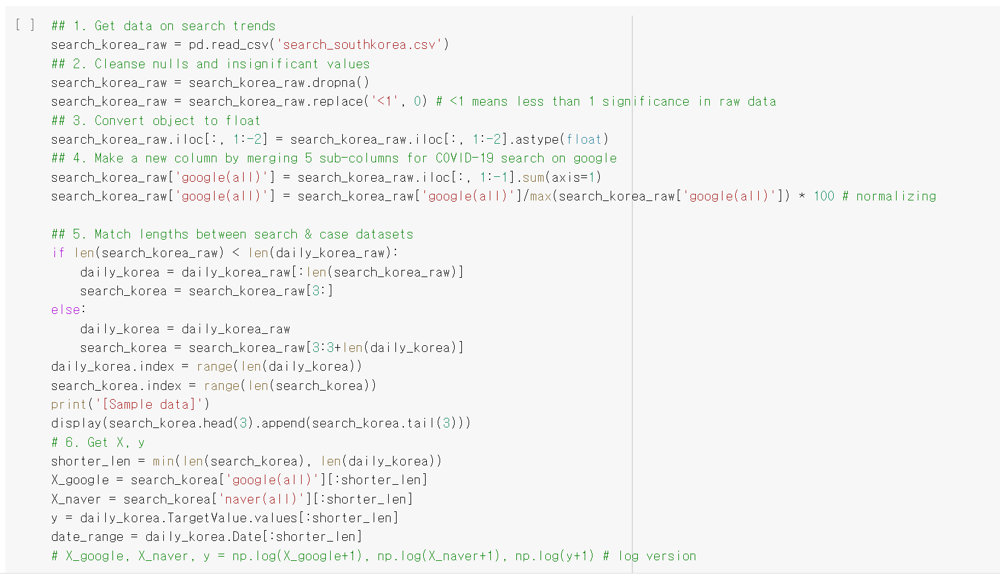 [ ] ## 1. Get data on search trends
search_korea_raw = pd.read_csv('search_southkorea.csv')
## 2. Cleanse nulls and insignificant values
search_korea_raw = search_korea_raw.dropna()
search_korea_raw = search_korea_raw.replace('<1', 0) # <1 means less than 1 significance in raw data
## 3. Convert object to float
search_korea_raw.iloc[:, 1:-2] = search_korea_raw.iloc[:, 1:-2].astype(float)
## 4. Make a new column by merging 5 sub-columns for COVID-19 search on google
search_korea_raw['google(all)'] = search_korea_raw.iloc[:, 1:-1].sum(axis=1)
search_korea_raw['google(all)'] = search_korea_raw['google(all)']/max(search_korea_raw['google(all)']) * 100 # normalizing

## 5. Match lengths between search & case datasets
if len(search_korea_raw) < len(daily_korea_raw):
    daily_korea = daily_korea_raw[:len(search_korea_raw)]
    search_korea = search_korea_raw[3:]
else:
    daily_korea = daily_korea_raw
    search_korea = search_korea_raw[3:3+len(daily_korea)]
daily_korea.index = range(len(daily_korea))
search_korea.index = range(len(search_korea))
print('[Sample data]')
display(search_korea.head(3).append(search_korea.tail(3)))
# 6. Get X, y
shorter_len = min(len(search_korea), len(daily_korea))
X_google = search_korea['google(all)'][:shorter_len]
X_naver = search_korea['naver(all)'][:shorter_len]
y = daily_korea.TargetValue.values[:shorter_len]
date_range = daily_korea.Date[:shorter_len]
# X_google, X_naver, y = np.log(X_google+1), np.log(X_naver+1), np.log(y+1) # log version